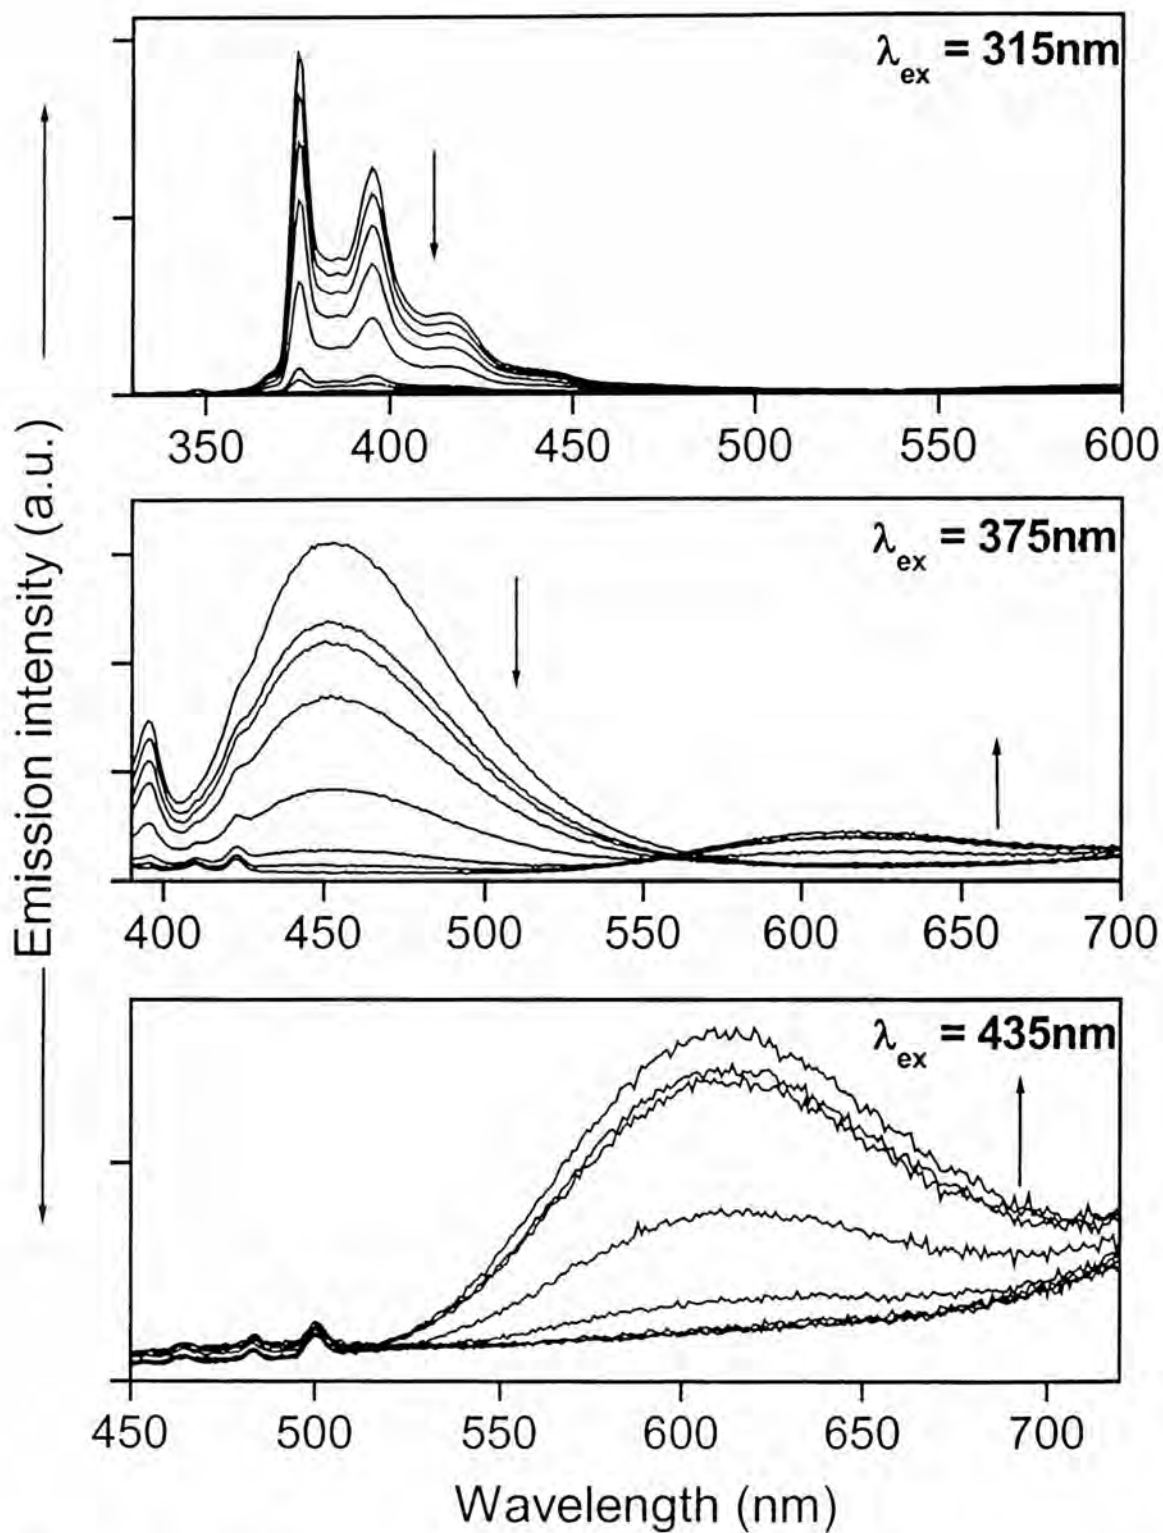 λex = 315nm
350 400 450 500 550 600
λex = 375nm
400 450 500 550 600 650 700
λex = 435nm
450 500 550 600 650 700
Wavelength (nm)
Emission intensity (a.u.)